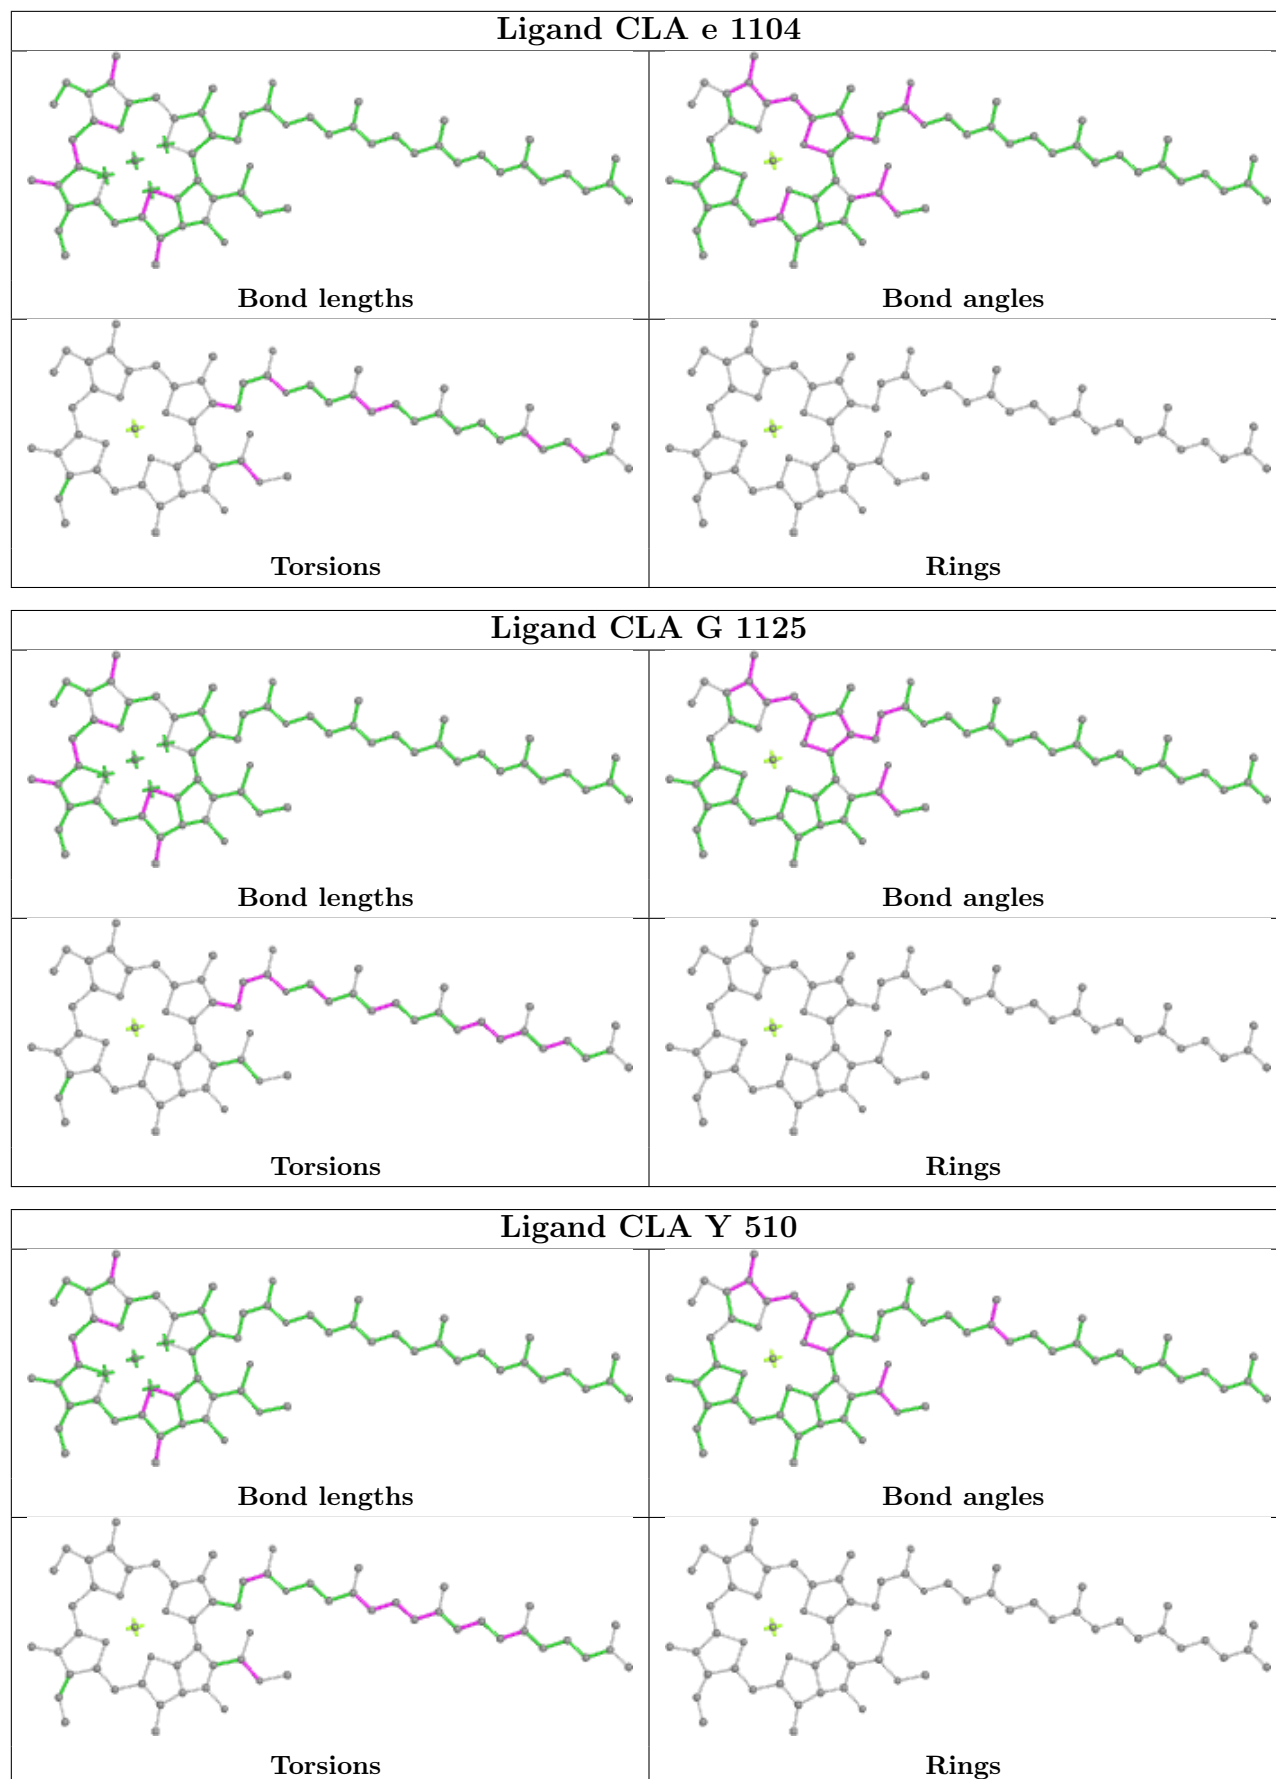 Ligand CLA e 1104
Bond lengths
Bond angles
Torsions
Rings
Ligand CLA G 1125
Bond lengths
Bond angles
Torsions
Rings
Ligand CLA Y 510
Bond lengths
Bond angles
Torsions
Rings